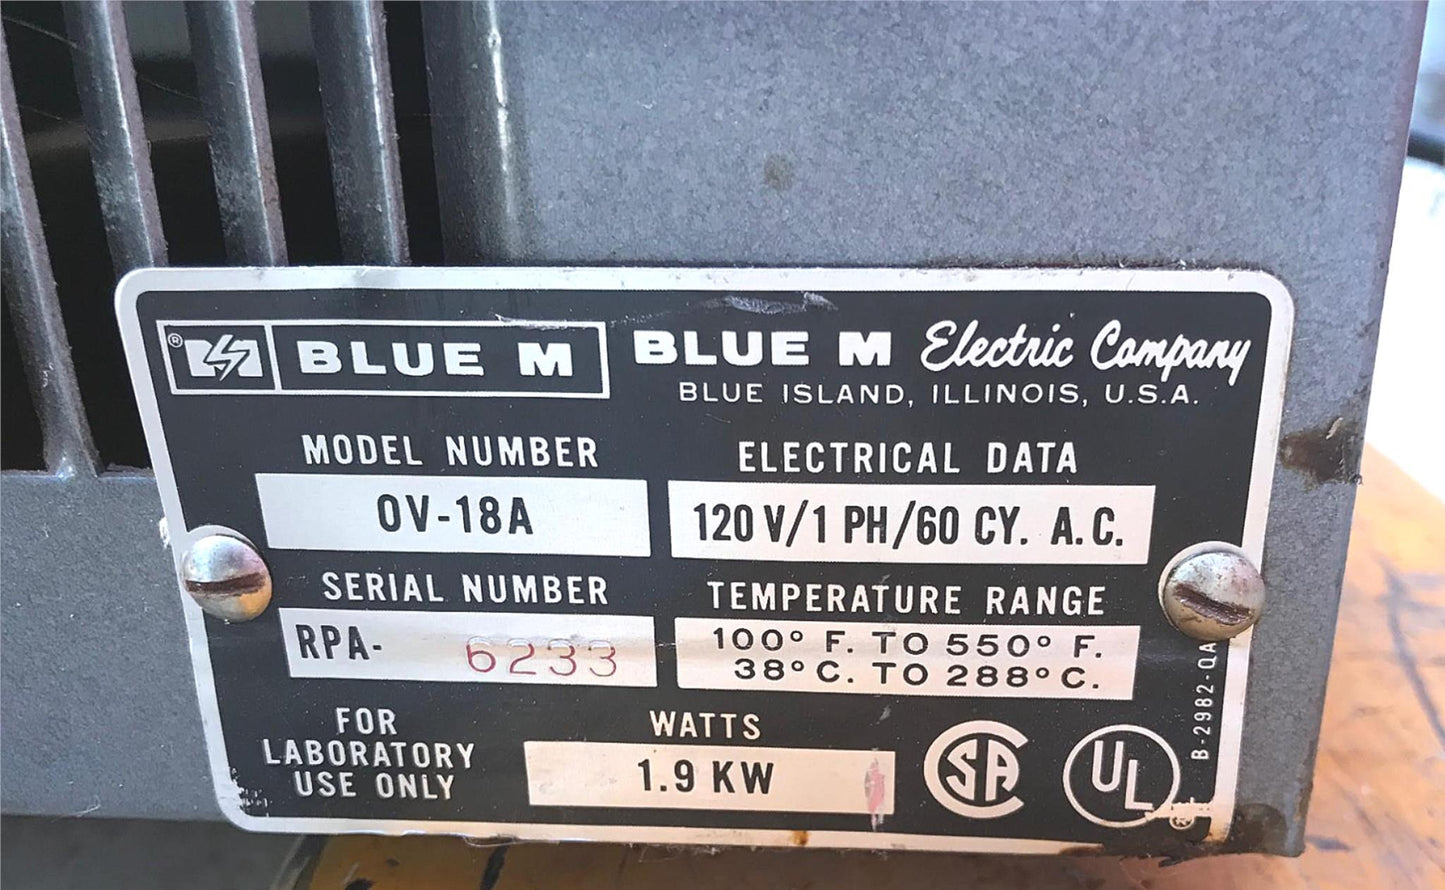 ® BLUE M
BLUE M Electric Company
BLUE ISLAND, ILLINOIS, U.S.A.
MODEL NUMBER
OV-18A
ELECTRICAL DATA
120 V/1 PH/60 CY. A.C.
SERIAL NUMBER
RPA- 6233
TEMPERATURE RANGE
100° F. TO 550° F.
38° C. TO 288° C.
FOR
LABORATORY
USE ONLY
WATTS
1.9 KW
SA
UL
®
B-2982-QA